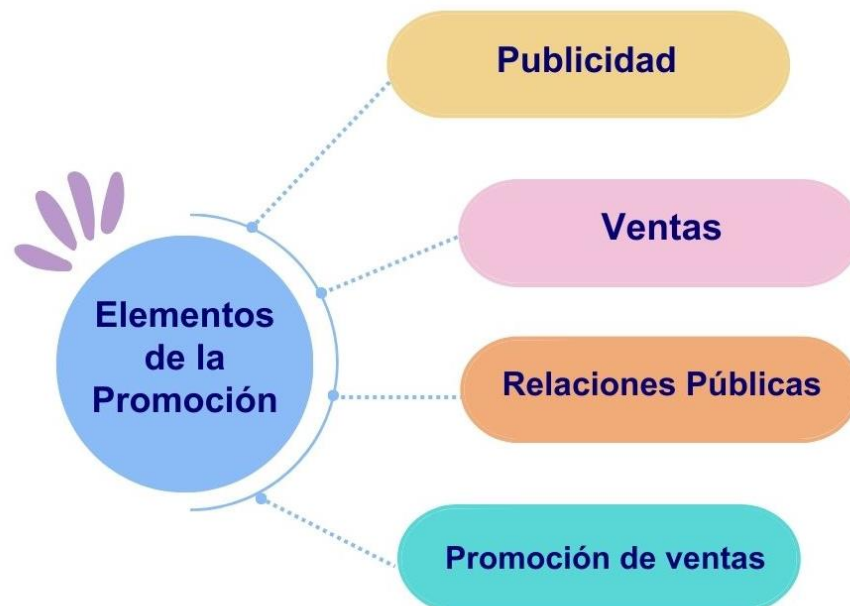 Publicidad
Ventas
Elementos
de la
Promoción
Relaciones Públicas
Promoción de ventas